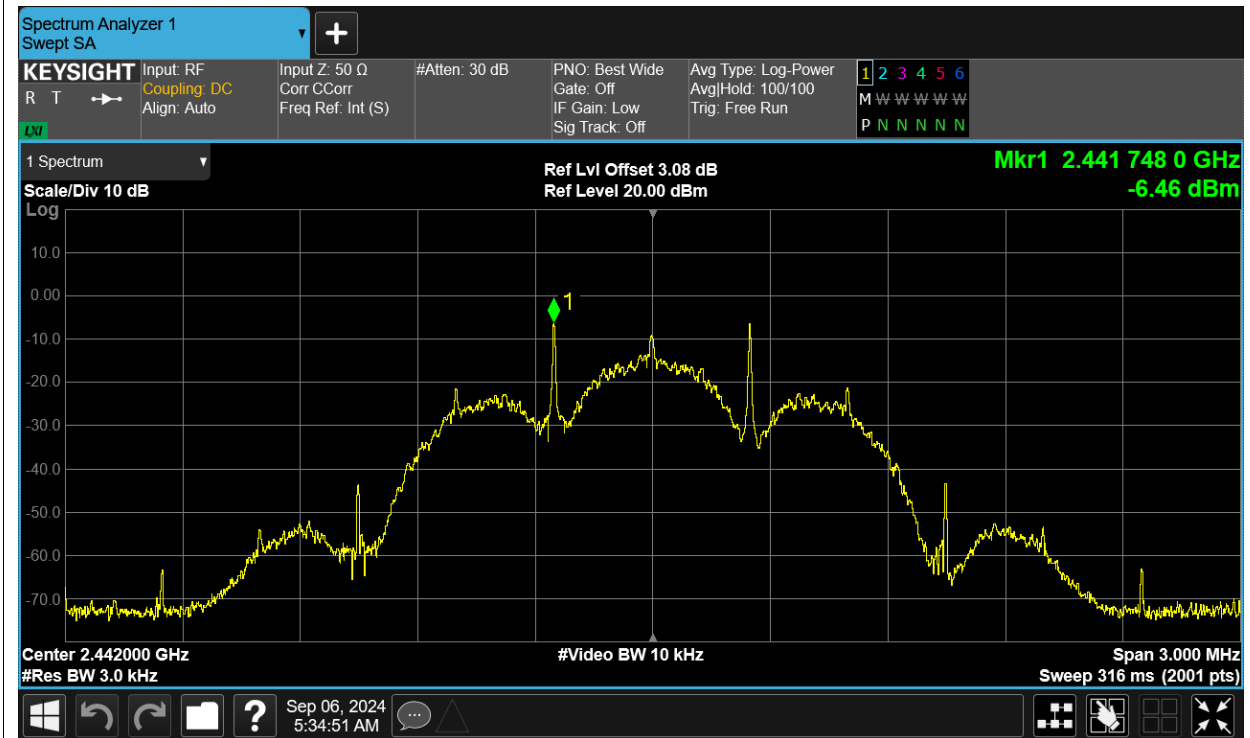 Spectrum Analyzer 1
Swept SA
KEYSIGHT
R T
LXI
Input: RF
Coupling: DC
Align: Auto
Input Z: 50 Ω
Corr CCorr
Freq Ref: Int (S)
#Atten: 30 dB
PNO: Best Wide
Gate: Off
IF Gain: Low
Sig Track: Off
Avg Type: Log-Power
Avg|Hold: 100/100
Trig: Free Run
1 2 3 4 5 6
M W W W W W
P N N N N N
1 Spectrum
Scale/Div 10 dB
Log
Ref Lvl Offset 3.08 dB
Ref Level 20.00 dBm
Mkr1 2.441 748 0 GHz
-6.46 dBm
10.0
0.00
1
-10.0
-20.0
-30.0
-40.0
-50.0
-60.0
-70.0
Center 2.442000 GHz
#Res BW 3.0 kHz
#Video BW 10 kHz
Span 3.000 MHz
Sweep 316 ms (2001 pts)
?
Sep 06, 2024
5:34:51 AM